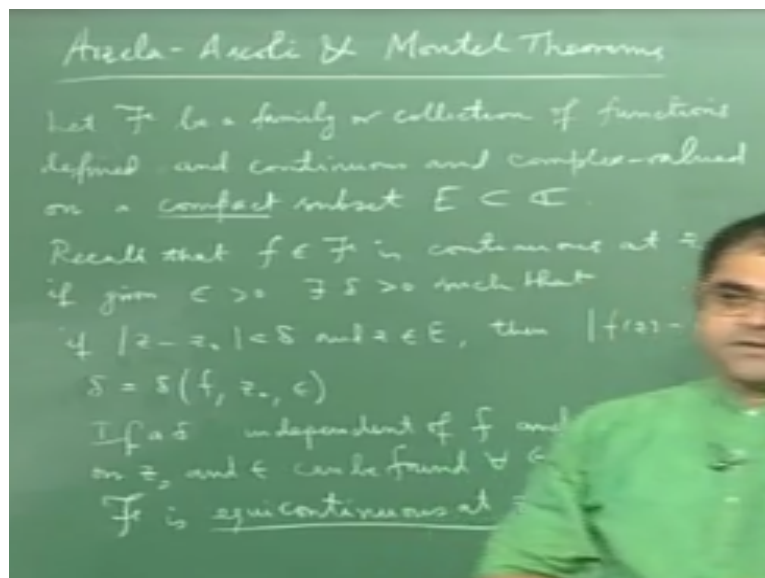 Arzela-Ascoli & Montel Theorems
Let ℱ be a family or collection of functions
defined and continuous and complex-valued
on a compact subset E ⊂ ℂ.
Recall that f ∈ ℱ is continuous at z
if given ε > 0 ∃ δ > 0 such that
if |z - z₀| < δ and z ∈ E, then |f(z) -
δ = δ(f, z₀, ε)
If a δ independent of f and
on z₀ and ε can be found ∀
ℱ is equicontinuous at